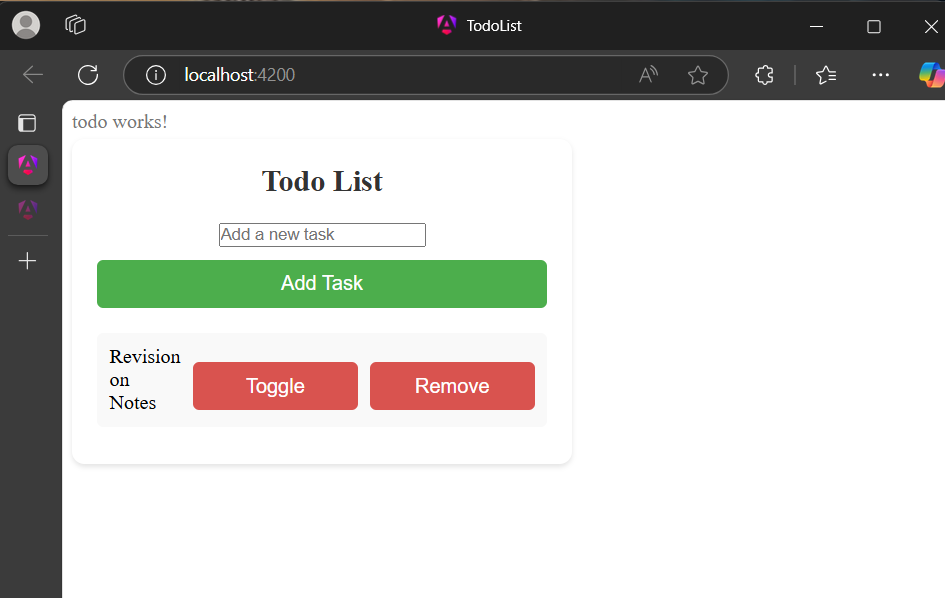 TodoList
localhost:4200
todo works!
Todo List
Add a new task
Add Task
Revision
on
Notes
Toggle
Remove